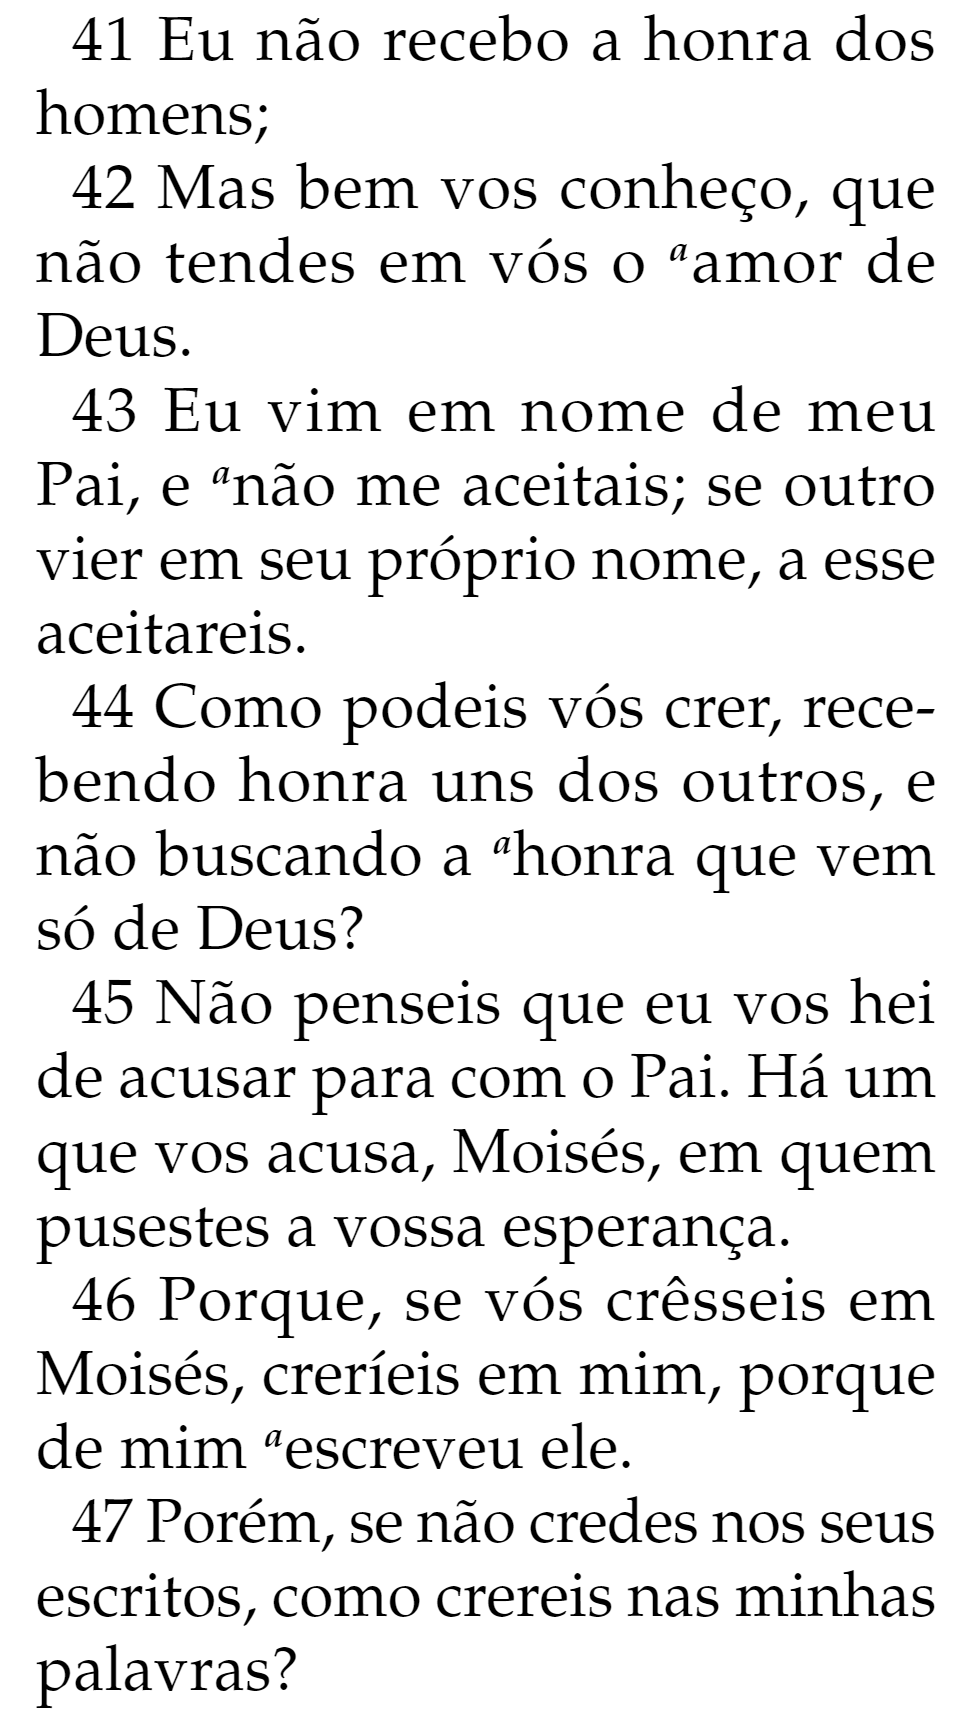 41 Eu não recebo a honra dos
homens;
42 Mas bem vos conheço, que
não tendes em vós o ᵃamor de
Deus.
43 Eu vim em nome de meu
Pai, e ᵃnão me aceitais; se outro
vier em seu próprio nome, a esse
aceitareis.
44 Como podeis vós crer, rece-
bendo honra uns dos outros, e
não buscando a ᵃhonra que vem
só de Deus?
45 Não penseis que eu vos hei
de acusar para com o Pai. Há um
que vos acusa, Moisés, em quem
pusestes a vossa esperança.
46 Porque, se vós crêsseis em
Moisés, creríeis em mim, porque
de mim ᵃescreveu ele.
47 Porém, se não credes nos seus
escritos, como crereis nas minhas
palavras?